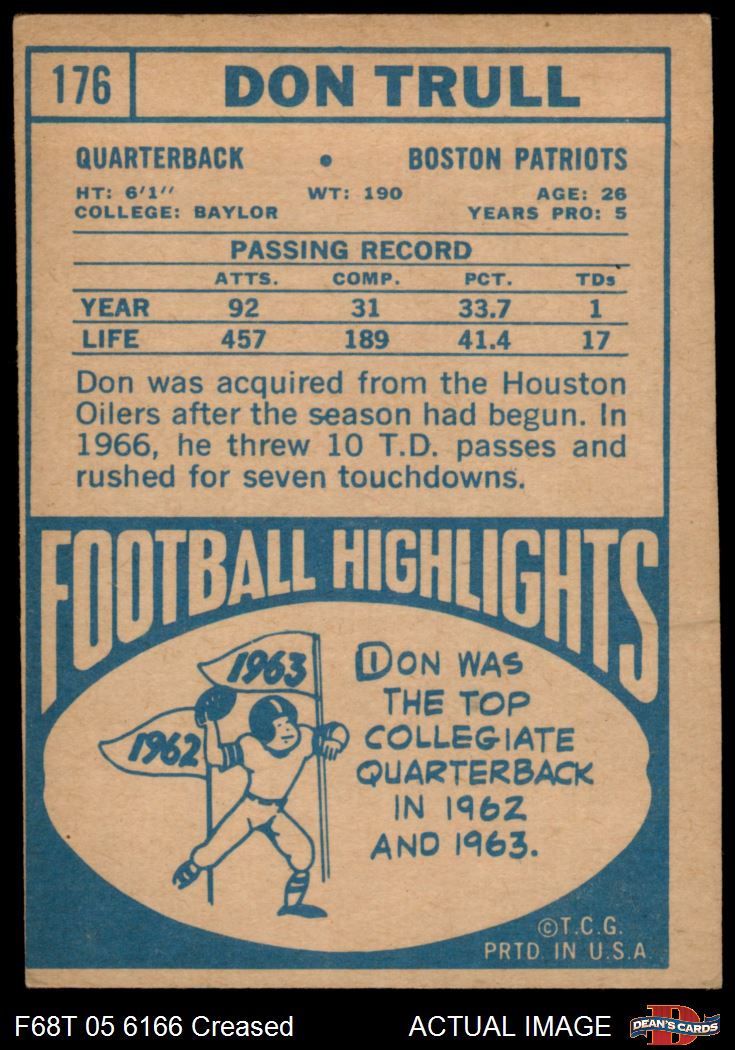 176 DON TRULL
QUARTERBACK • BOSTON PATRIOTS
HT: 6'1'' WT: 190 AGE: 26
COLLEGE: BAYLOR YEARS PRO: 5
PASSING RECORD
ATTS. COMP. PCT. TDs
YEAR 92 31 33.7 1
LIFE 457 189 41.4 17
Don was acquired from the Houston
Oilers after the season had begun. In
1966, he threw 10 T.D. passes and
rushed for seven touchdowns.
FOOTBALL HIGHLIGHTS
1963
1962
DON WAS
THE TOP
COLLEGIATE
QUARTERBACK
IN 1962
AND 1963.
©T.C.G.
PRTD. IN U.S.A.
F68T 05 6166 Creased ACTUAL IMAGE D DEAN'S CARDS